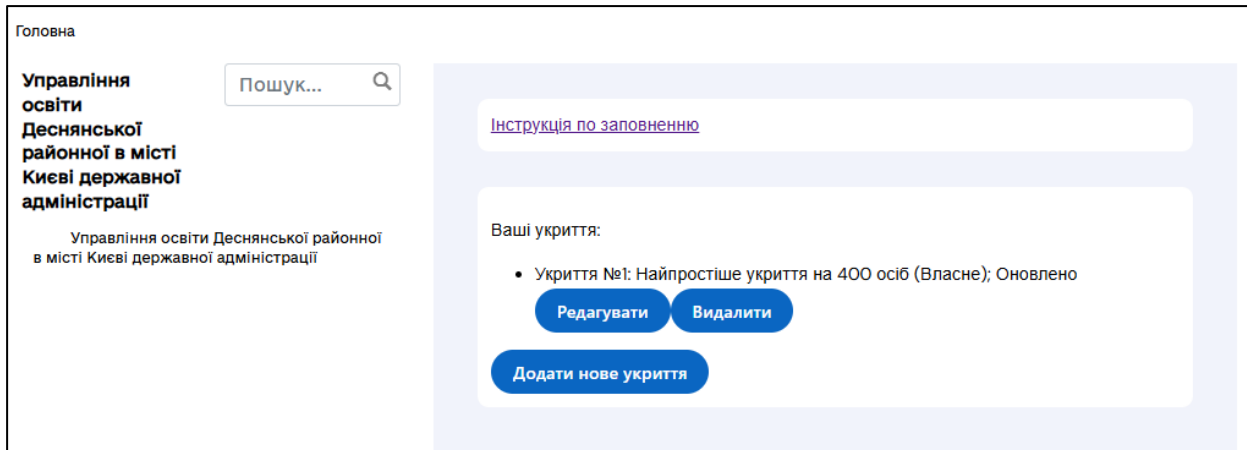 Головна
Управління
освіти
Деснянської
районної в місті
Києві державної
адміністрації
Пошук...
Управління освіти Деснянської районної
в місті Києві державної адміністрації
Інструкція по заповненню
Ваші укриття:
• Укриття №1: Найпростіше укриття на 400 осіб (Власне); Оновлено
Редагувати Видалити
Додати нове укриття